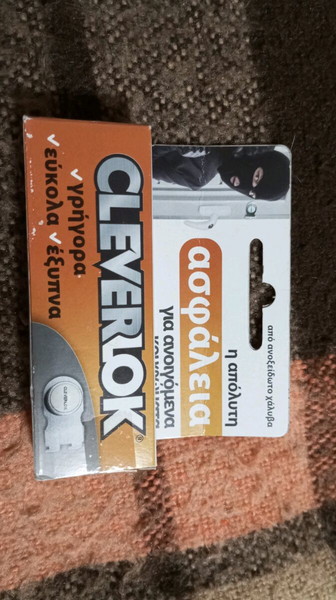 από ανοξείδωτο χάλυβα
η απόλυτη
ασφάλεια
για ανοιγόμενα
CLEVERLOK®
✓γρήγορα
✓εύκολα ✓έξυπνα